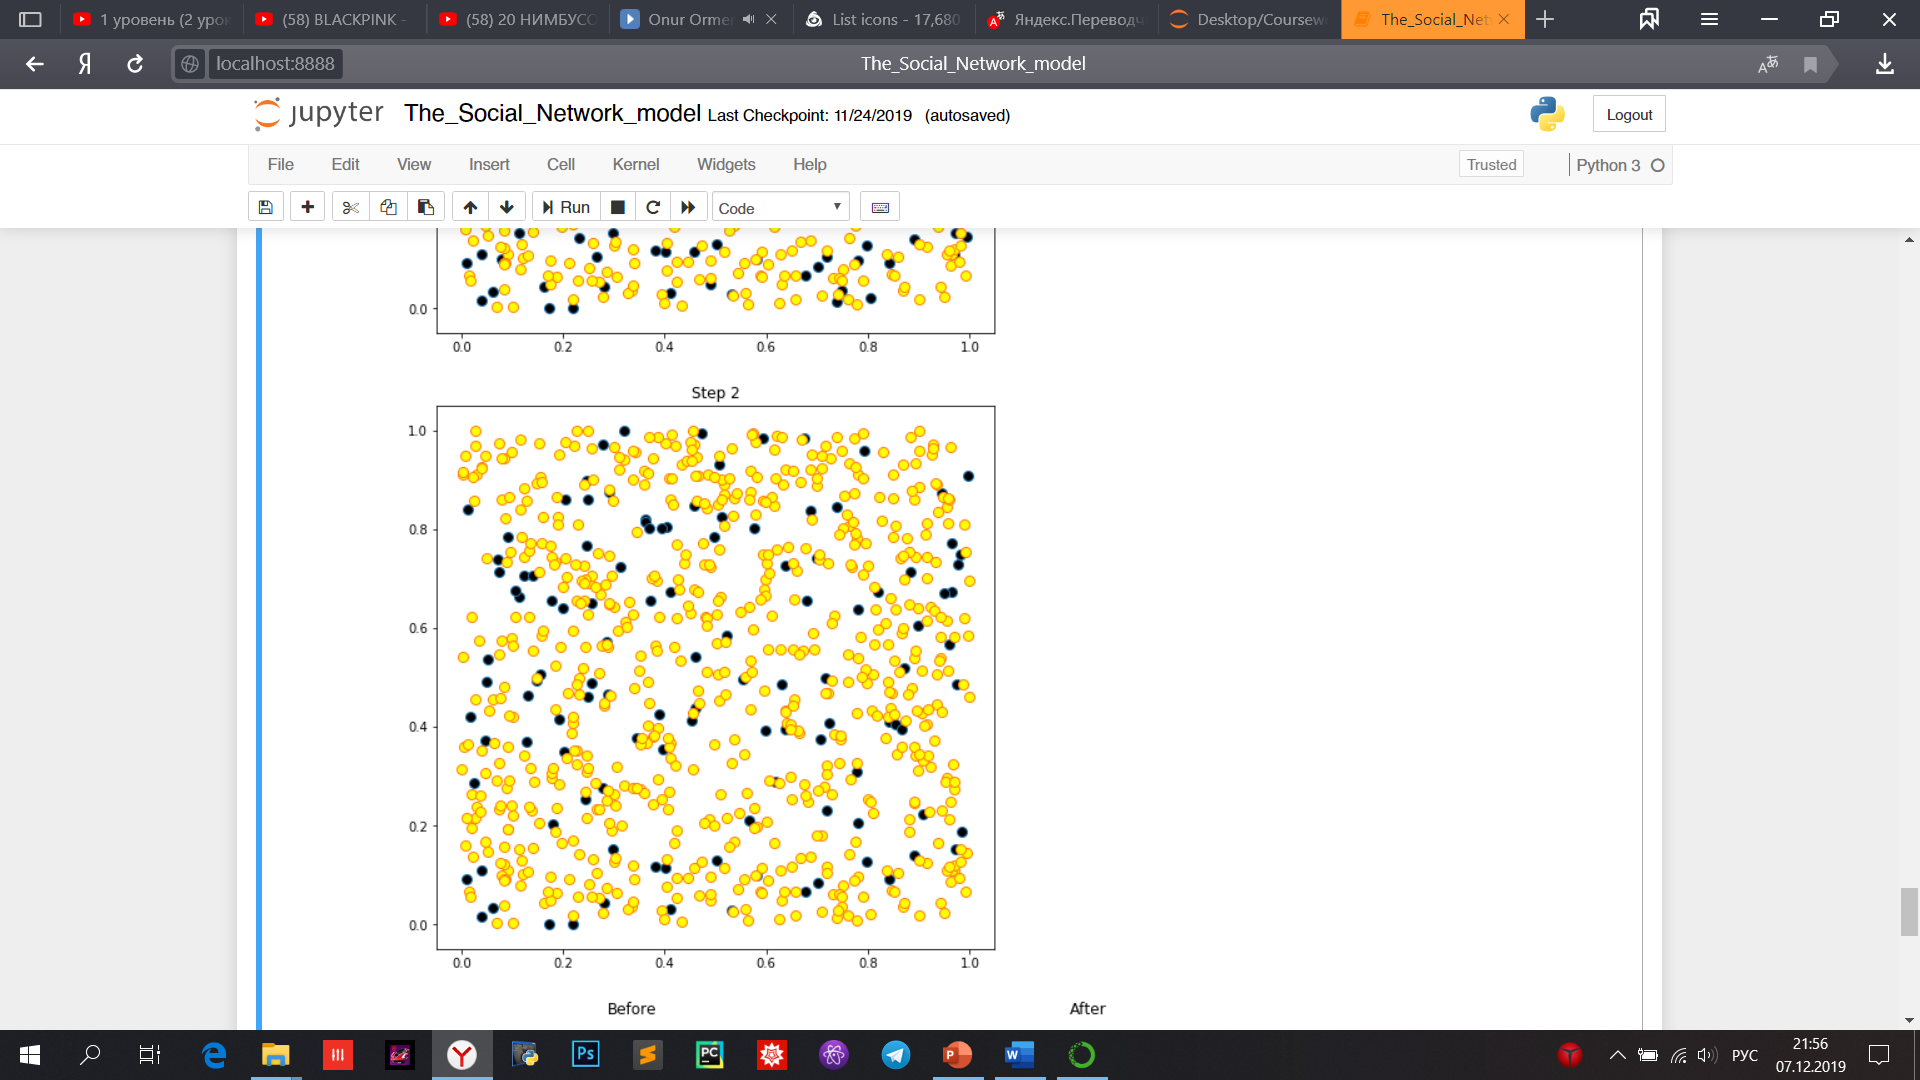 1 уровень (2 урок
(58) BLACKPINK -
(58) 20 НИМБУСО
Onur Ormen
List icons - 17,680
Яндекс.Переводч
Desktop/Coursew
The_Social_Net
localhost:8888
The_Social_Network_model
jupyter The_Social_Network_model Last Checkpoint: 11/24/2019 (autosaved)
Logout
File Edit View Insert Cell Kernel Widgets Help
Trusted
Python 3
Run
Code
0.0
0.0 0.2 0.4 0.6 0.8 1.0
Step 2
1.0
0.8
0.6
0.4
0.2
0.0
0.0 0.2 0.4 0.6 0.8 1.0
Before
After
Ps
PC
РУС
21:56
07.12.2019